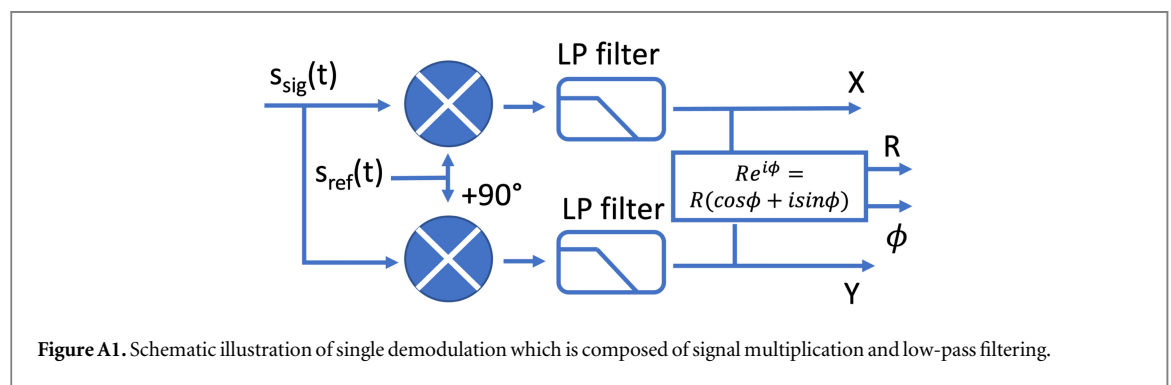 LP filter
s_sig(t)
X
R
s_ref(t)
Re^{iϕ} =
R(cosϕ + isinϕ)
+90°
LP filter
ϕ
Y
Figure A1. Schematic illustration of single demodulation which is composed of signal multiplication and low-pass filtering.